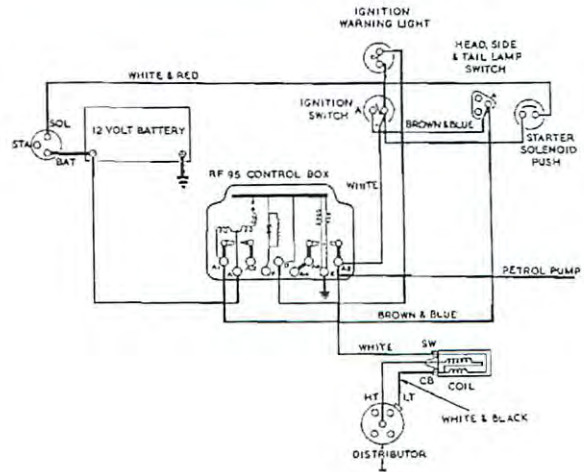 IGNITION
WARNING LIGHT
HEAD, SIDE
& TAIL LAMP
SWITCH
WHITE & RED
IGNITION
SWITCH
A
A
BROWN & BLUE
STARTER
SOLENOID
PUSH
SOL
STA
BAT
12 VOLT BATTERY
WHITE
RF 95 CONTROL BOX
A1
A
A2
F
D
A4
E
A3
PETROL PUMP
BROWN & BLUE
WHITE
SW
CB
COIL
HT
LT
WHITE & BLACK
DISTRIBUTOR